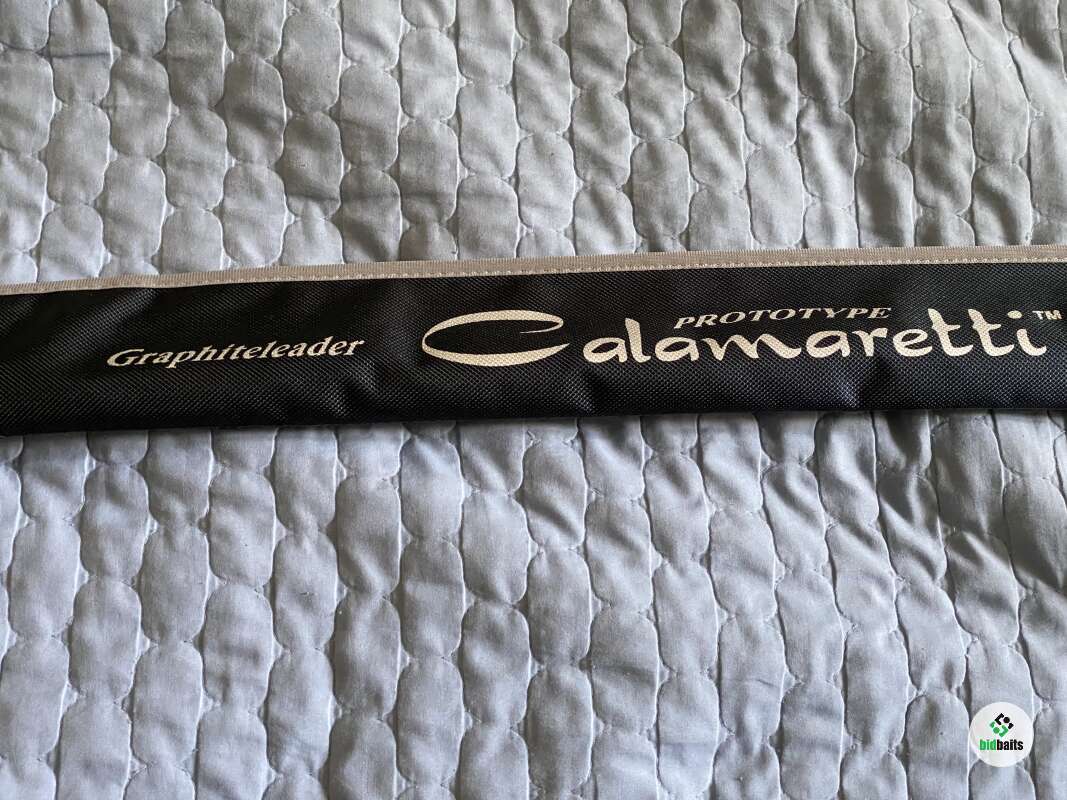 Graphiteleader
PROTOTYPE
Calamaretti™
bidbaits